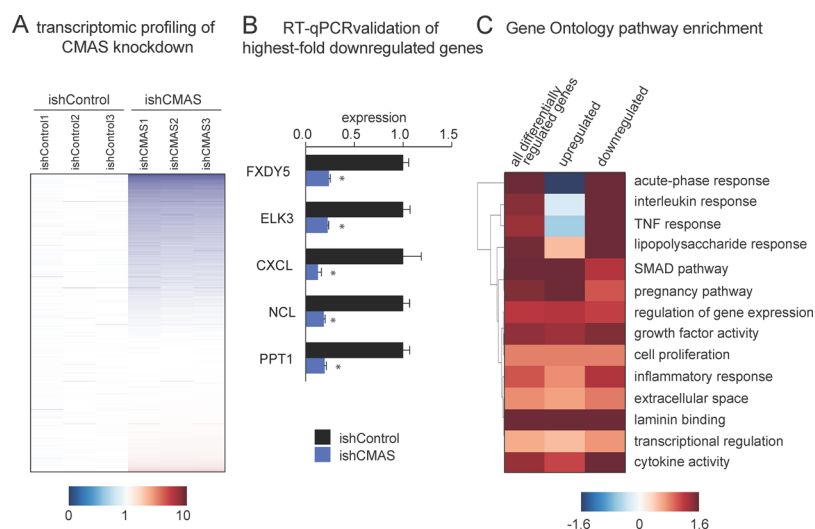 A transcriptomic profiling of
CMAS knockdown
ishControl ishCMAS
ishControl1 ishControl2 ishControl3 ishCMAS1 ishCMAS2 ishCMAS3
0 1 10
B RT-qPCRvalidation of
highest-fold downregulated genes
expression
0.0 0.5 1.0 1.5
FXDY5
*
ELK3
*
CXCL
*
NCL
*
PPT1
*
ishControl
ishCMAS
C Gene Ontology pathway enrichment
all differentially
regulated genes
upregulated
downregulated
acute-phase response
interleukin response
TNF response
lipopolysaccharide response
SMAD pathway
pregnancy pathway
regulation of gene expression
growth factor activity
cell proliferation
inflammatory response
extracellular space
laminin binding
transcriptional regulation
cytokine activity
-1.6 0 1.6